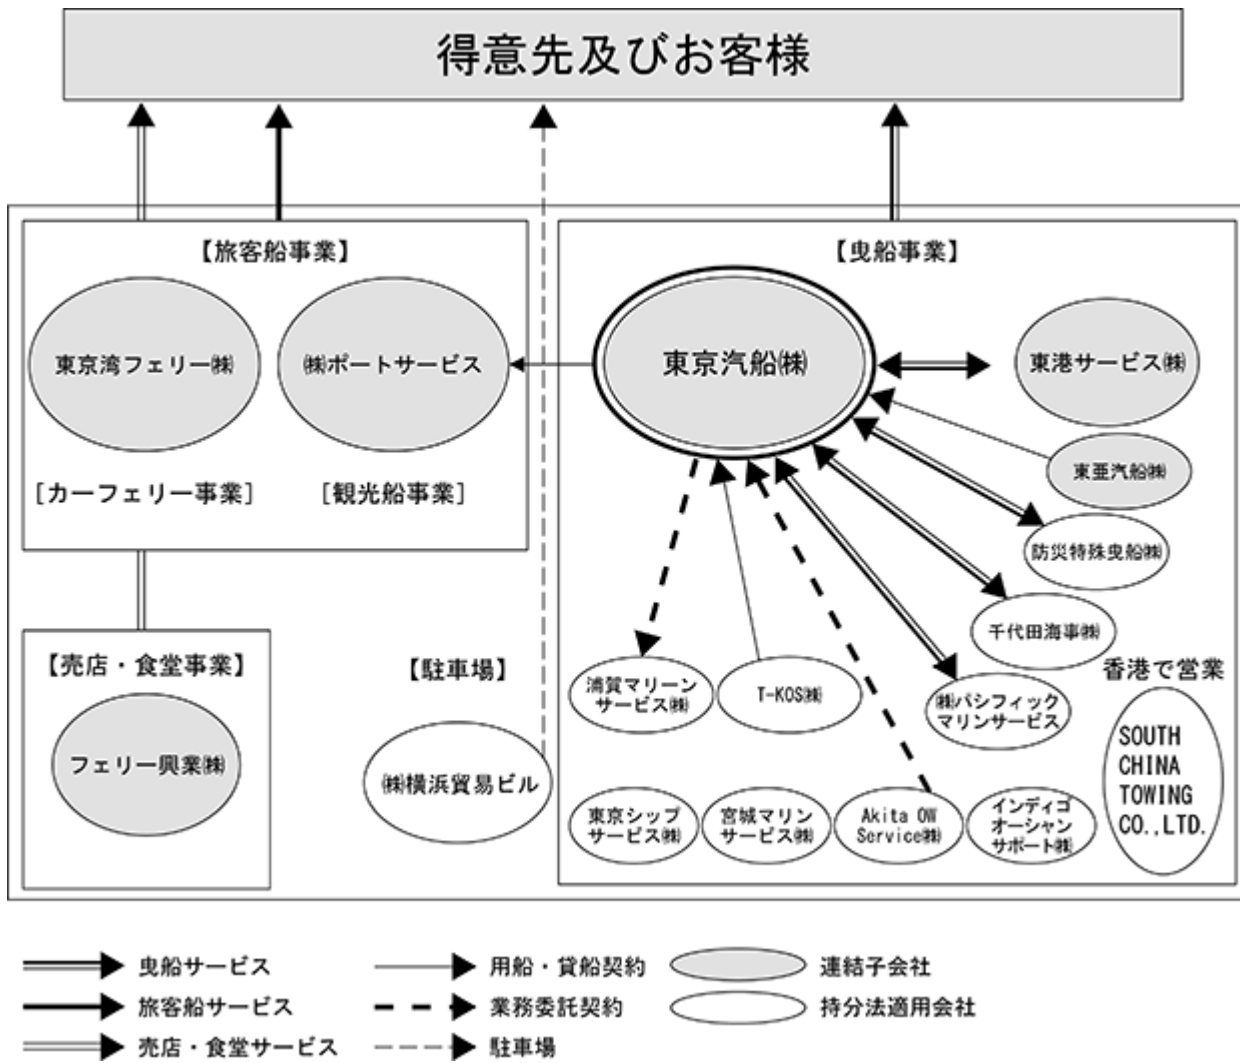 得意先及びお客様
【旅客船事業】
東京湾フェリー㈱
㈱ポートサービス
［カーフェリー事業］
［観光船事業］
【曳船事業】
東京汽船㈱
東港サービス㈱
東亜汽船㈱
防災特殊曳船㈱
千代田海事㈱
㈱パシフィック
マリンサービス
浦賀マリーン
サービス㈱
T-KOS㈱
香港で営業
SOUTH
CHINA
TOWING
CO.,LTD.
東京シップ
サービス㈱
宮城マリン
サービス㈱
Akita OW
Service㈱
インディゴ
オーシャン
サポート㈱
【売店・食堂事業】
フェリー興業㈱
【駐車場】
㈱横浜貿易ビル
曳船サービス
旅客船サービス
売店・食堂サービス
用船・貸船契約
業務委託契約
駐車場
連結子会社
持分法適用会社